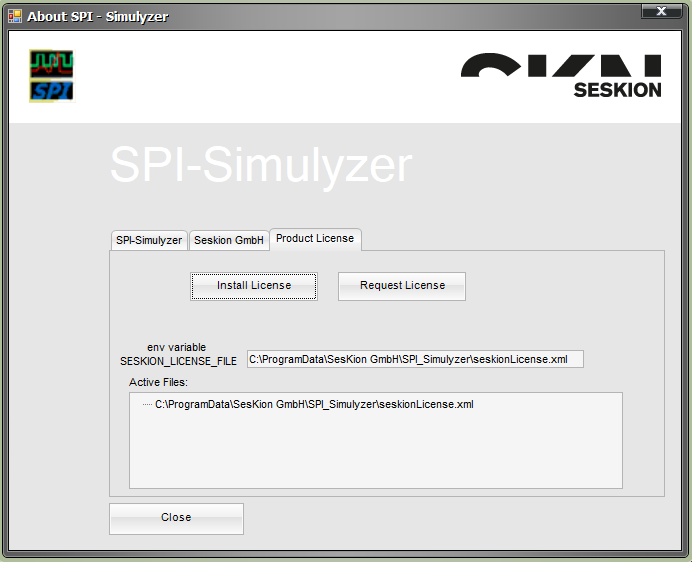 About SPI - Simulyzer
X
SPI
SESKION
SPI-Simulyzer
SPI-Simulyzer Seskion GmbH Product License
Install License Request License
env variable
SESKION_LICENSE_FILE C:\ProgramData\SesKion GmbH\SPI_Simulyzer\seskionLicense.xml
Active Files:
C:\ProgramData\SesKion GmbH\SPI_Simulyzer\seskionLicense.xml
Close